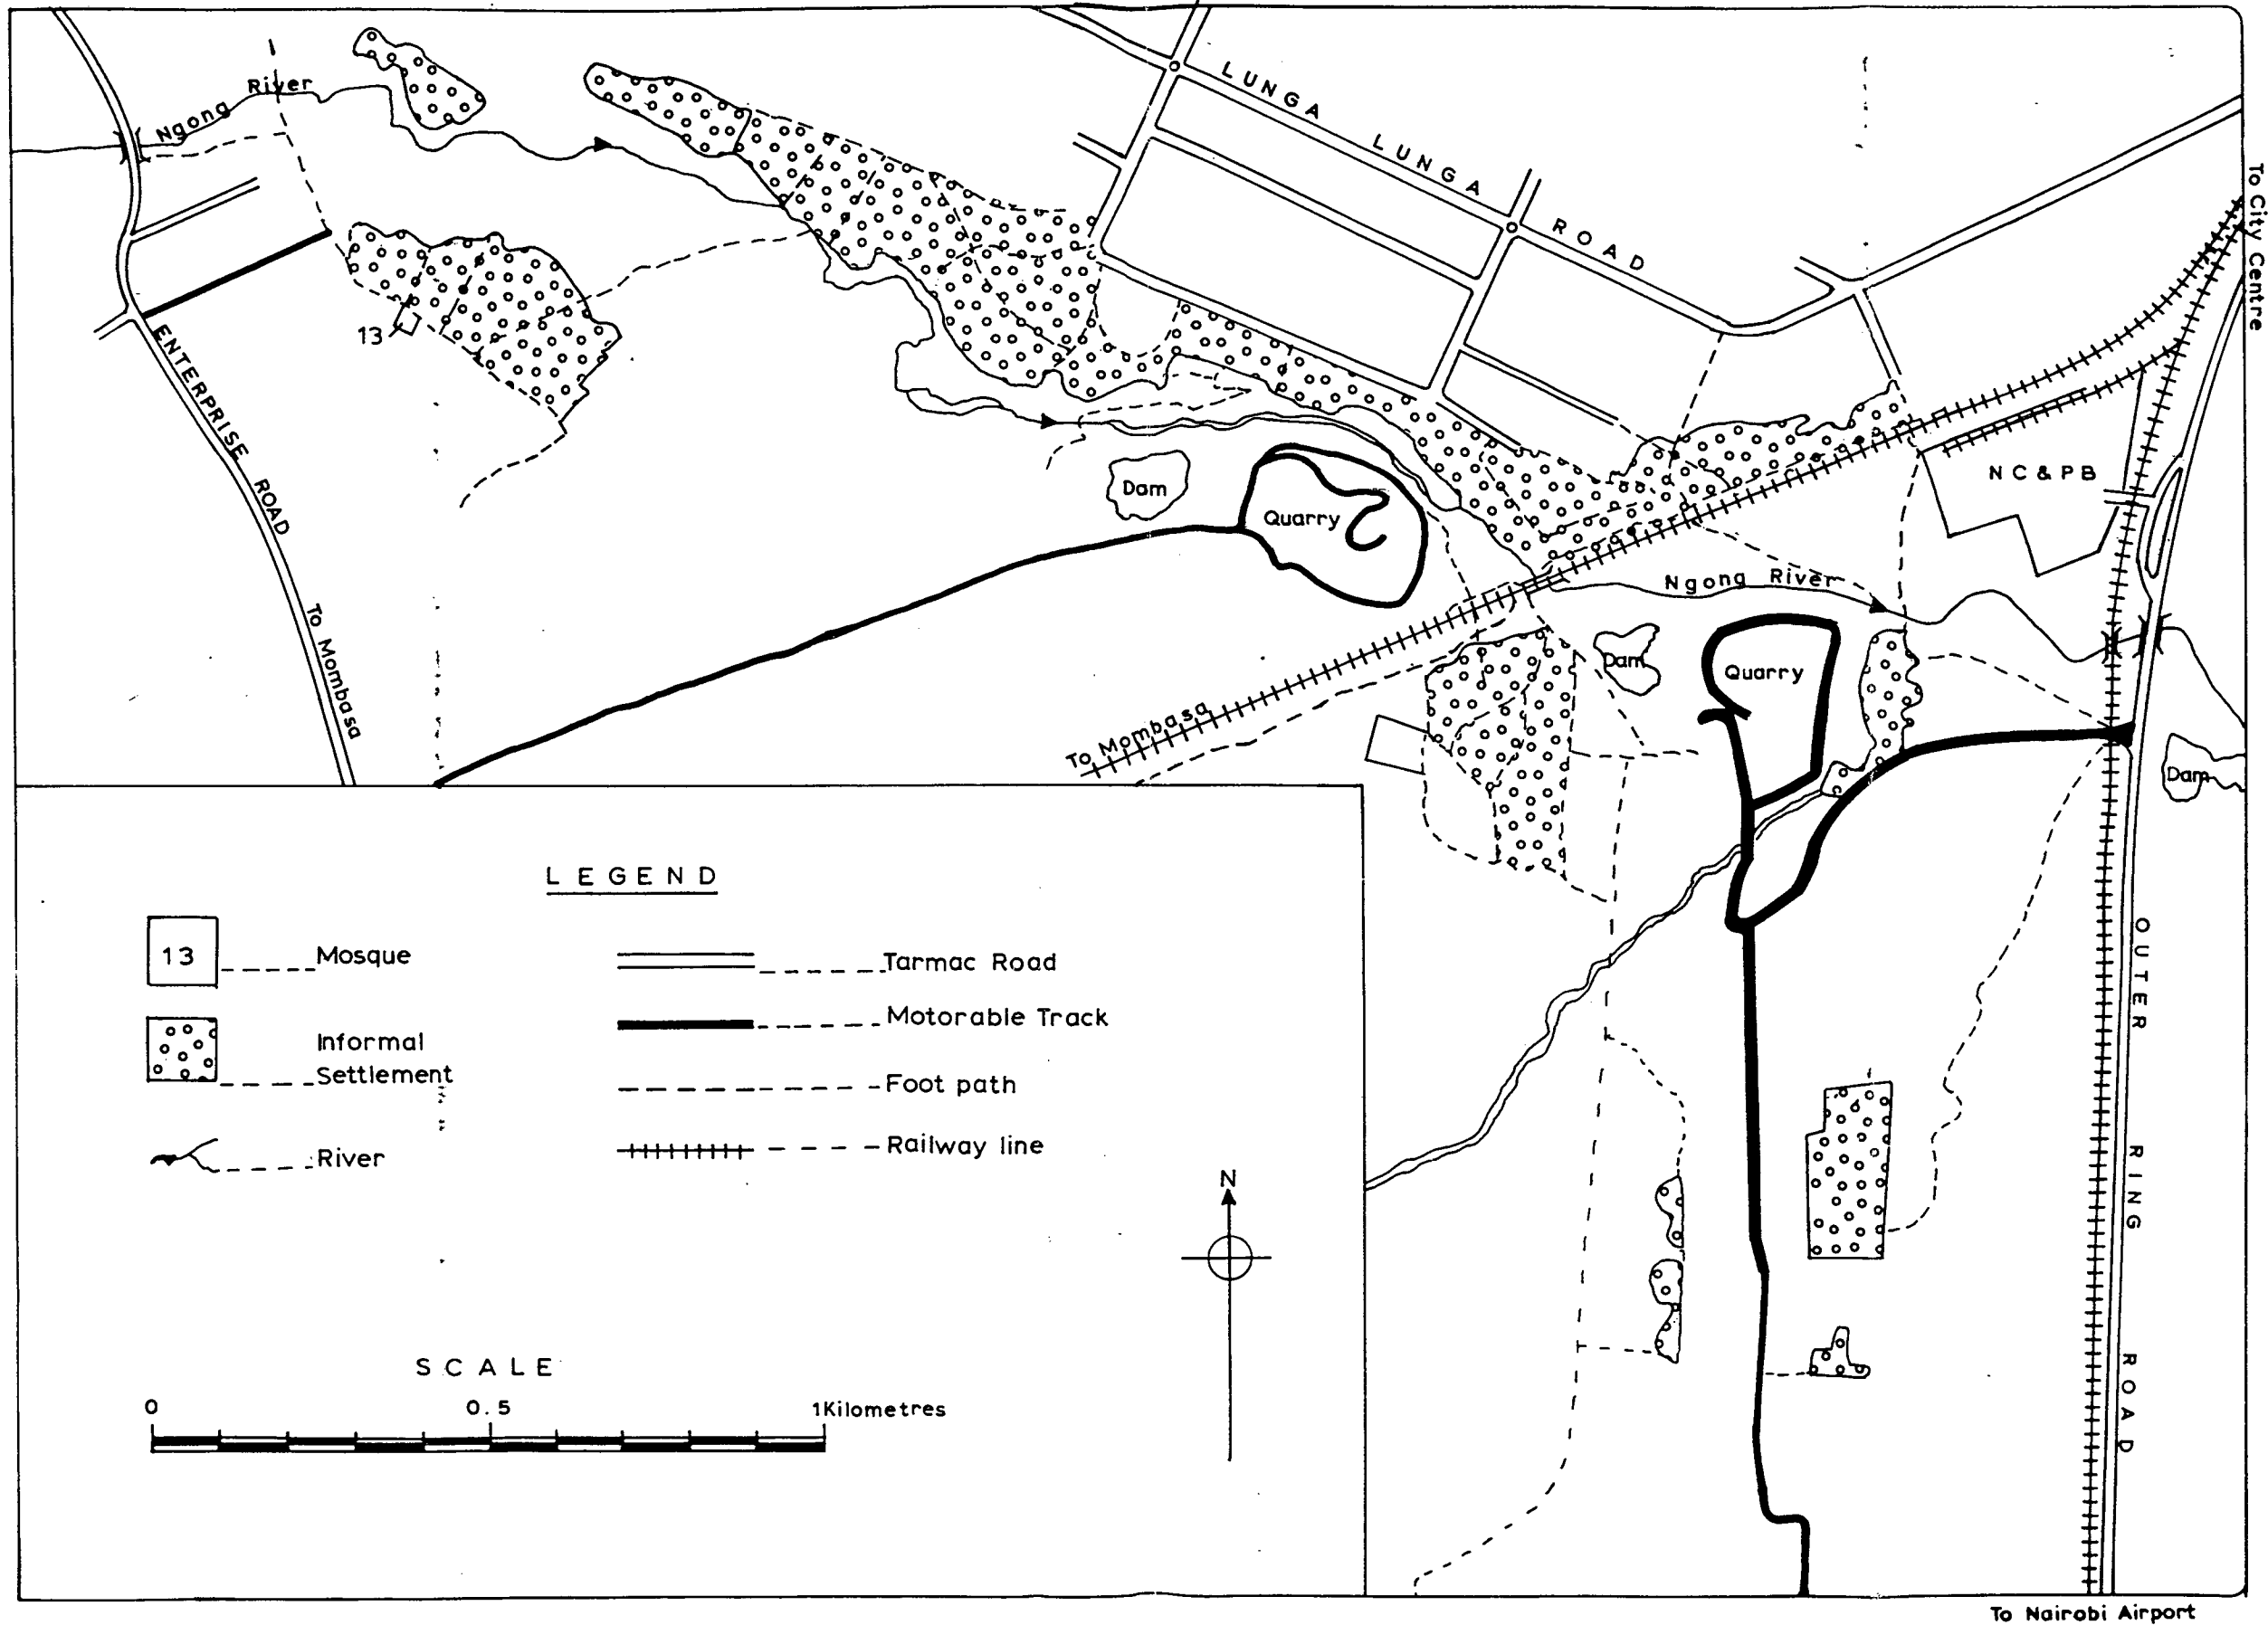 Ngong River
LUNGA LUNGA ROAD
To City Centre
13
ENTERPRISE ROAD
To Mombasa
Dam
Quarry
NC & PB
Ngong River
Dam
Quarry
To Mombasa
Dam
OUTER RING ROAD
LEGEND
13 Mosque
Informal
Settlement
River
Tarmac Road
Motorable Track
Foot path
Railway line
N
SCALE
0 0.5 1 Kilometres
To Nairobi Airport